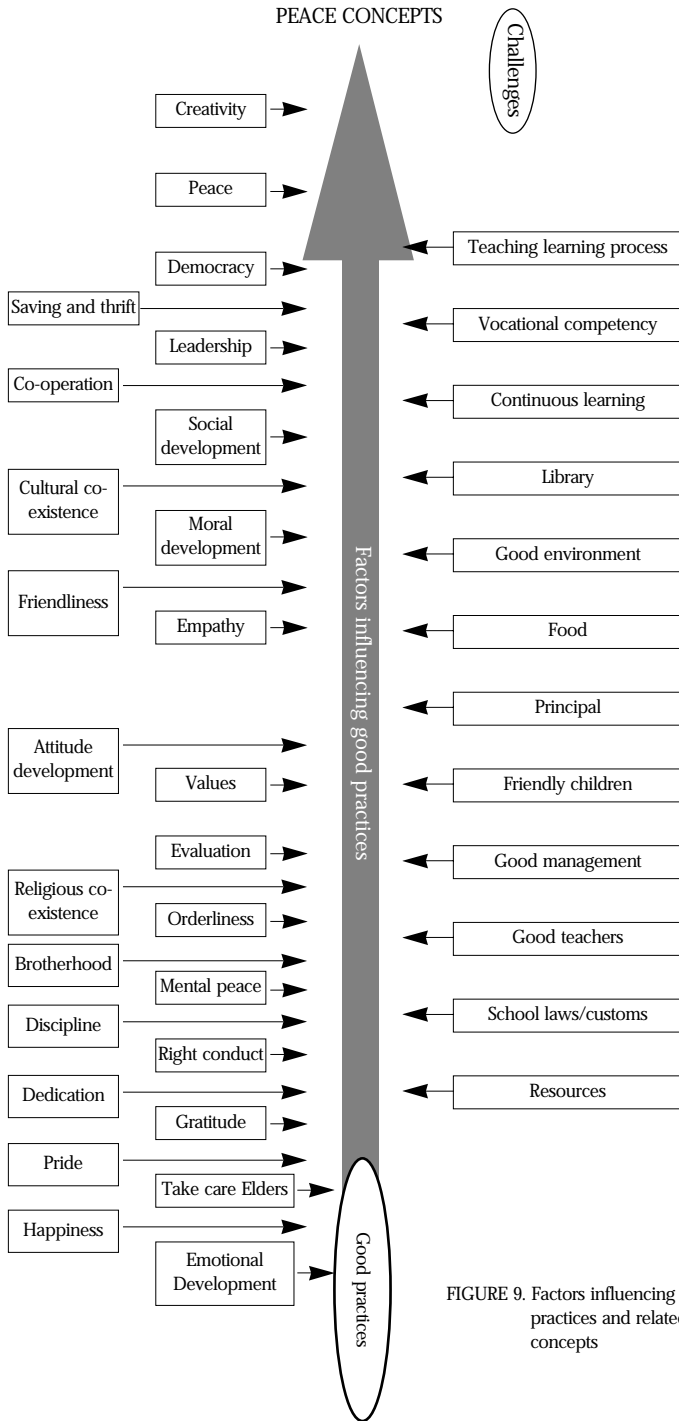 PEACE CONCEPTS
Challenges
Creativity
Peace
Democracy
Saving and thrift
Leadership
Co-operation
Social
development
Cultural co-
existence
Moral
development
Friendliness
Empathy
Attitude
development
Values
Evaluation
Religious co-
existence
Orderliness
Brotherhood
Mental peace
Discipline
Right conduct
Dedication
Gratitude
Pride
Take care Elders
Happiness
Emotional
Development
Factors influencing good practices
Good practices
Teaching learning process
Vocational competency
Continuous learning
Library
Good environment
Food
Principal
Friendly children
Good management
Good teachers
School laws/customs
Resources
FIGURE 9. Factors influencing
practices and related
concepts